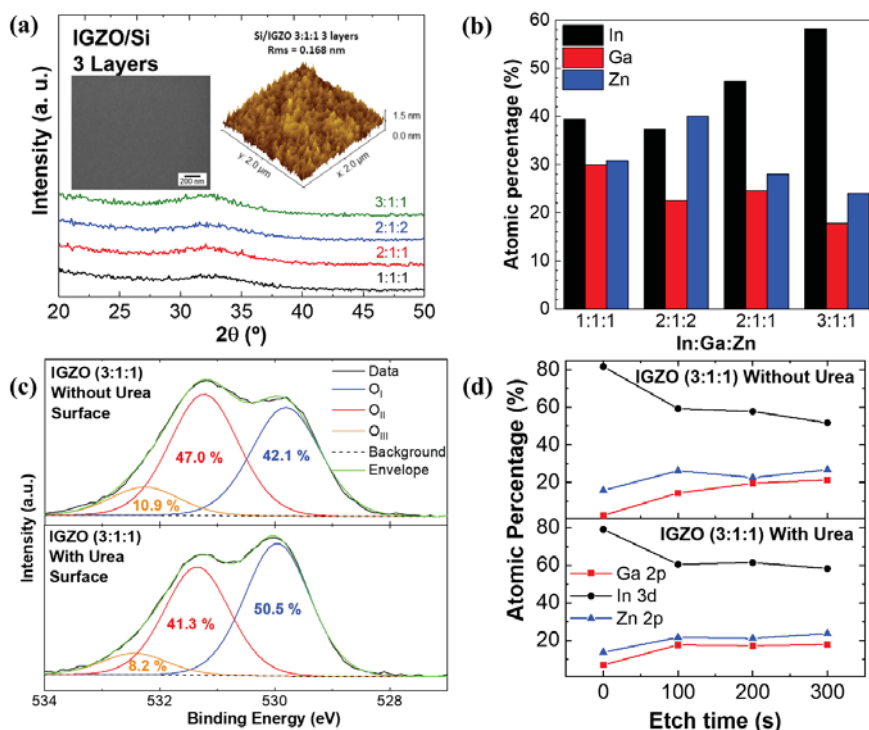 (a)
IGZO/Si
3 Layers
Si/IGZO 3:1:1 3 layers
Rms = 0.168 nm
200 nm
1.5 nm
0.0 nm
y: 2.0 µm
x: 2.0 µm
3:1:1
2:1:2
2:1:1
1:1:1
Intensity (a. u.)
20 25 30 35 40 45 50
2θ (º)
(b)
In
Ga
Zn
60
50
40
30
20
10
0
Atomic percentage (%)
1:1:1 2:1:2 2:1:1 3:1:1
In:Ga:Zn
(c)
IGZO (3:1:1)
Without Urea
Surface
Data
OI
OII
OIII
Background
Envelope
47.0 %
42.1 %
10.9 %
IGZO (3:1:1)
With Urea
Surface
41.3 %
50.5 %
8.2 %
Intensity (a.u.)
534 532 530 528
Binding Energy (eV)
(d)
IGZO (3:1:1) Without Urea
80
60
40
20
IGZO (3:1:1) With Urea
80
60
40
20
Ga 2p
In 3d
Zn 2p
Atomic Percentage (%)
0 100 200 300
Etch time (s)